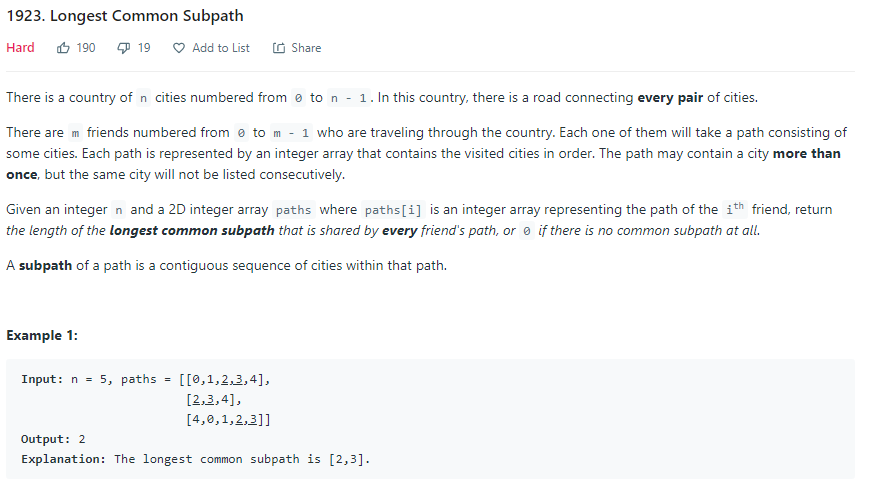 1923. Longest Common Subpath
Hard 190 19 Add to List Share
There is a country of n cities numbered from 0 to n - 1. In this country, there is a road connecting every pair of cities.
There are m friends numbered from 0 to m - 1 who are traveling through the country. Each one of them will take a path consisting of
some cities. Each path is represented by an integer array that contains the visited cities in order. The path may contain a city more than
once, but the same city will not be listed consecutively.
Given an integer n and a 2D integer array paths where paths[i] is an integer array representing the path of the ith friend, return
the length of the longest common subpath that is shared by every friend's path, or 0 if there is no common subpath at all.
A subpath of a path is a contiguous sequence of cities within that path.
Example 1:
Input: n = 5, paths = [[0,1,2,3,4],
[2,3,4],
[4,0,1,2,3]]
Output: 2
Explanation: The longest common subpath is [2,3].